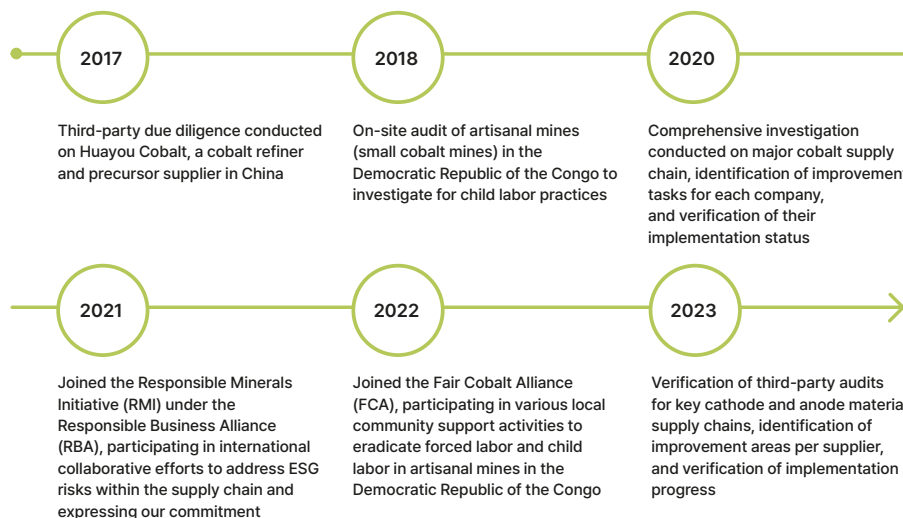 2017
2018
2020
Third-party due diligence conducted
on Huayou Cobalt, a cobalt refiner
and precursor supplier in China
On-site audit of artisanal mines
(small cobalt mines) in the
Democratic Republic of the Congo to
investigate for child labor practices
Comprehensive investigation
conducted on major cobalt supply
chain, identification of improvement
tasks for each company,
and verification of their
implementation status
2021
2022
2023
Joined the Responsible Minerals
Initiative (RMI) under the
Responsible Business Alliance
(RBA), participating in international
collaborative efforts to address ESG
risks within the supply chain and
expressing our commitment
Joined the Fair Cobalt Alliance
(FCA), participating in various local
community support activities to
eradicate forced labor and child
labor in artisanal mines in the
Democratic Republic of the Congo
Verification of third-party audits
for key cathode and anode material
supply chains, identification of
improvement areas per supplier,
and verification of implementation
progress